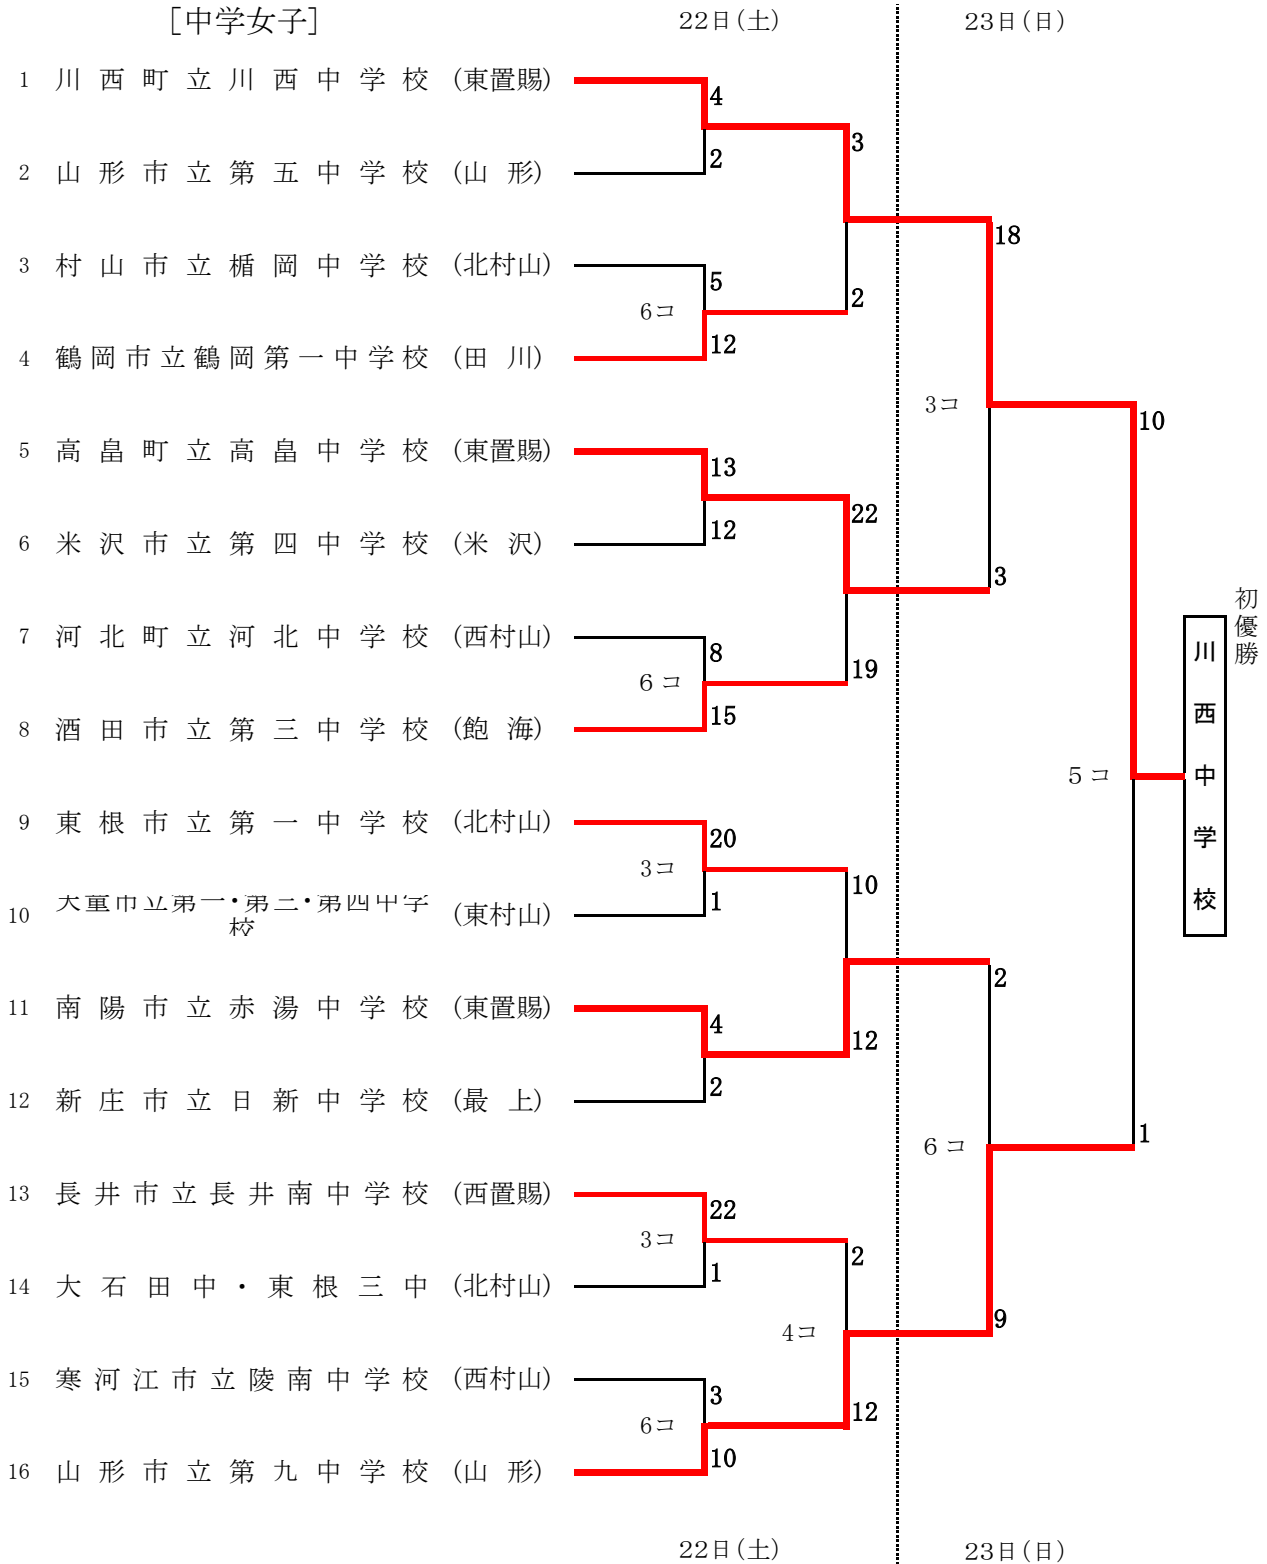 ［中学女子］
22日（土）
23日（日）
1 川西町立川西中学校 （東置賜）
4
3
2 山形市立第五中学校 （山 形）
2
18
3 村山市立楯岡中学校 （北村山）
5
6コ
2
4 鶴岡市立鶴岡第一中学校 （田 川）
12
3コ
10
5 高畠町立高畠中学校 （東置賜）
13
22
6 米沢市立第四中学校 （米 沢）
12
3
初優勝
7 河北町立河北中学校 （西村山）
8
6コ
19
8 酒田市立第三中学校 （飽 海）
15
川西中学校
5コ
9 東根市立第一中学校 （北村山）
20
3コ
10
10 天童市立第一・第三・第四中学
校
（東村山）
1
2
11 南陽市立赤湯中学校 （東置賜）
4
12
12 新庄市立日新中学校 （最 上）
2
6コ
1
13 長井市立長井南中学校 （西置賜）
22
3コ
2
14 大石田中・東根三中 （北村山）
1
4コ
9
15 寒河江市立陵南中学校 （西村山）
3
6コ
12
16 山形市立第九中学校 （山 形）
10
22日（土）
23日（日）